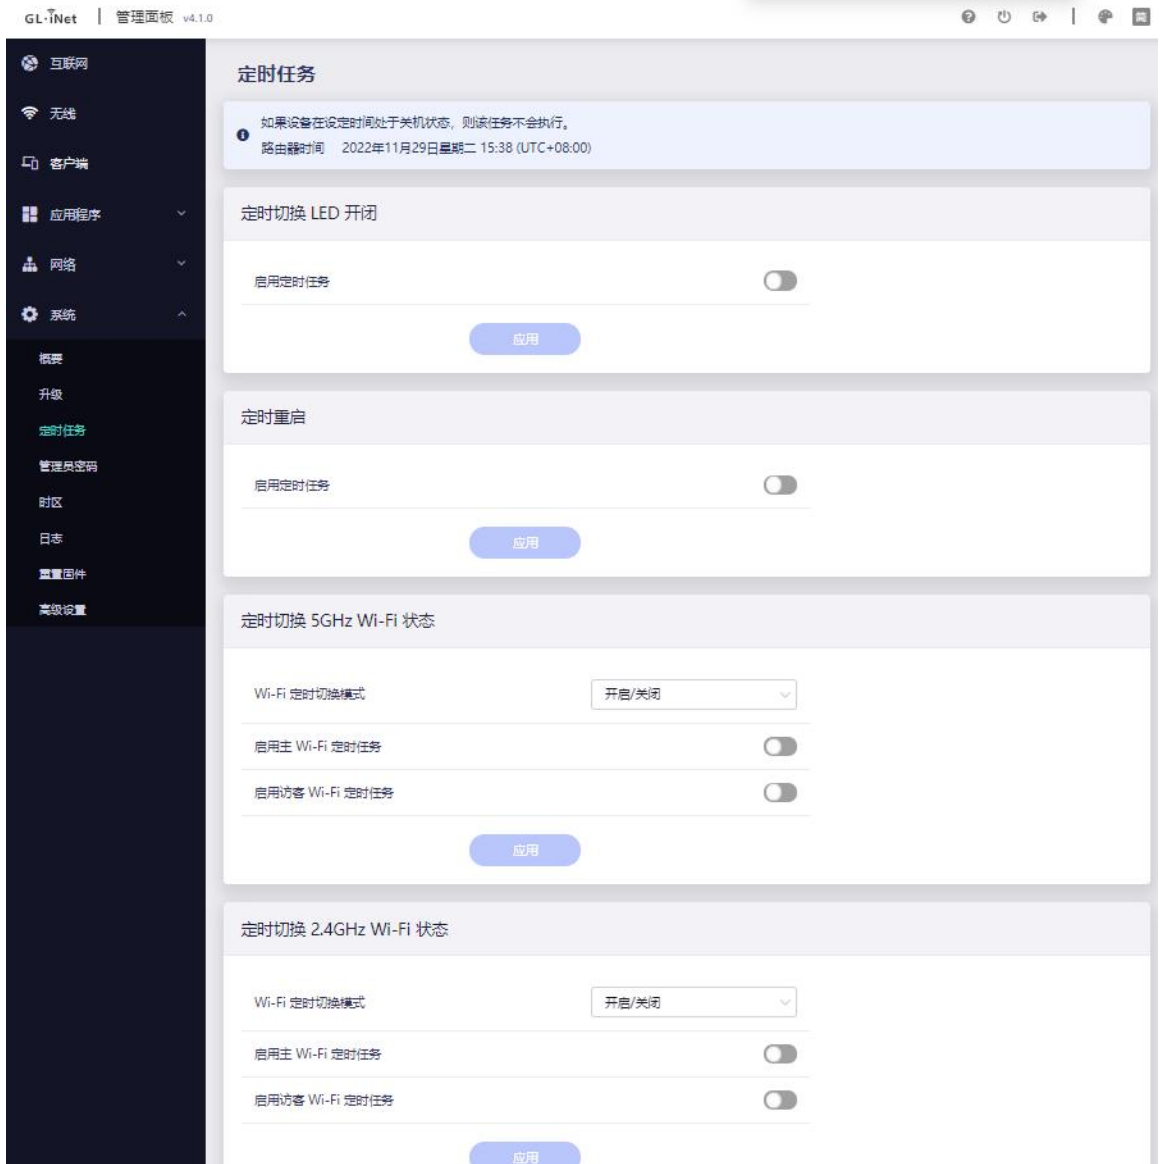 GL·iNet | 管理面板 v4.1.0
简
互联网
无线
客户端
应用程序
网络
系统
概要
升级
定时任务
管理员密码
时区
日志
重置固件
高级设置
定时任务
如果设备在设定时间处于关机状态，则该任务不会执行。
路由器时间 2022年11月29日星期二 15:38 (UTC+08:00)
定时切换 LED 开闭
启用定时任务
应用
定时重启
启用定时任务
应用
定时切换 5GHz Wi-Fi 状态
Wi-Fi 定时切换模式 开启/关闭
启用主 Wi-Fi 定时任务
启用访客 Wi-Fi 定时任务
应用
定时切换 2.4GHz Wi-Fi 状态
Wi-Fi 定时切换模式 开启/关闭
启用主 Wi-Fi 定时任务
启用访客 Wi-Fi 定时任务
应用